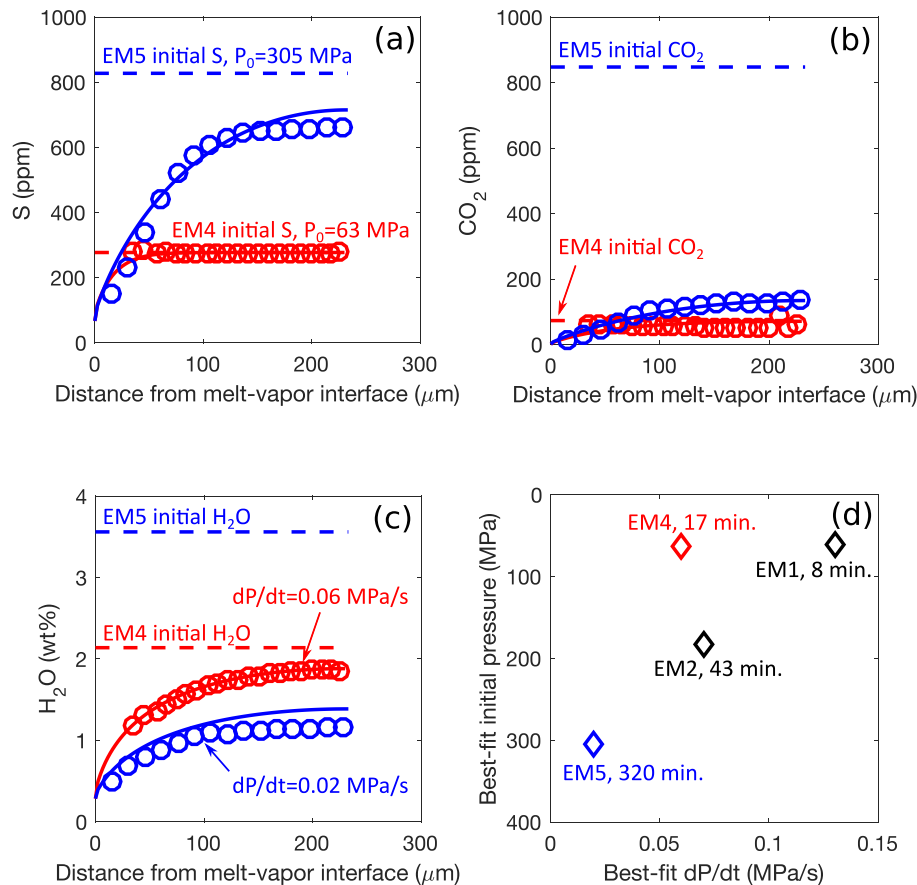 (a)
EM5 initial S, P₀=305 MPa
EM4 initial S, P₀=63 MPa
S (ppm)
1000
800
600
400
200
0
0 100 200 300
Distance from melt-vapor interface (μm)
(b)
EM5 initial CO₂
EM4 initial CO₂
CO₂ (ppm)
1000
800
600
400
200
0
0 100 200 300
Distance from melt-vapor interface (μm)
(c)
EM5 initial H₂O
dP/dt=0.06 MPa/s
EM4 initial H₂O
dP/dt=0.02 MPa/s
H₂O (wt%)
4
3
2
1
0
0 100 200 300
Distance from melt-vapor interface (μm)
(d)
EM4, 17 min.
EM1, 8 min.
EM2, 43 min.
EM5, 320 min.
Best-fit initial pressure (MPa)
0
100
200
300
400
0 0.05 0.1 0.15
Best-fit dP/dt (MPa/s)